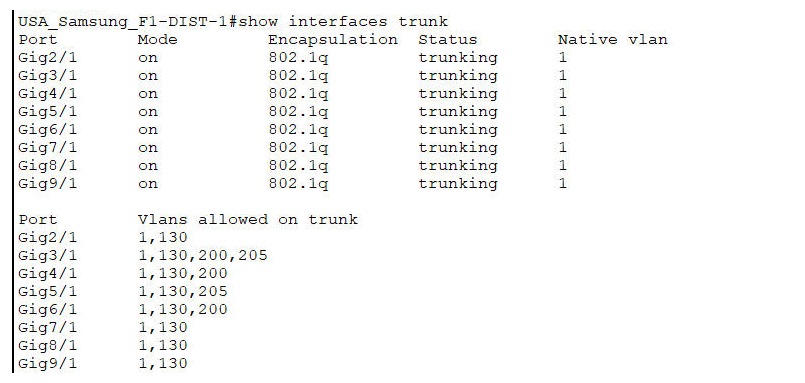 USA_Samsung_F1-DIST-1#show interfaces trunk
Port Mode Encapsulation Status Native vlan
Gig2/1 on 802.1q trunking 1
Gig3/1 on 802.1q trunking 1
Gig4/1 on 802.1q trunking 1
Gig5/1 on 802.1q trunking 1
Gig6/1 on 802.1q trunking 1
Gig7/1 on 802.1q trunking 1
Gig8/1 on 802.1q trunking 1
Gig9/1 on 802.1q trunking 1
Port Vlans allowed on trunk
Gig2/1 1,130
Gig3/1 1,130,200,205
Gig4/1 1,130,200
Gig5/1 1,130,205
Gig6/1 1,130,200
Gig7/1 1,130
Gig8/1 1,130
Gig9/1 1,130